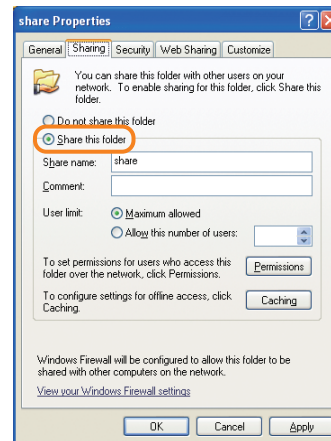 share Properties
General Sharing Security Web Sharing Customize
You can share this folder with other users on your
network. To enable sharing for this folder, click Share this
folder.
Do not share this folder
Share this folder
Share name: share
Comment:
User limit: Maximum allowed
Allow this number of users:
To set permissions for users who access this
folder over the network, click Permissions.
Permissions
To configure settings for offline access, click
Caching.
Caching
Windows Firewall will be configured to allow this folder to be
shared with other computers on the network.
View your Windows Firewall settings
OK Cancel Apply